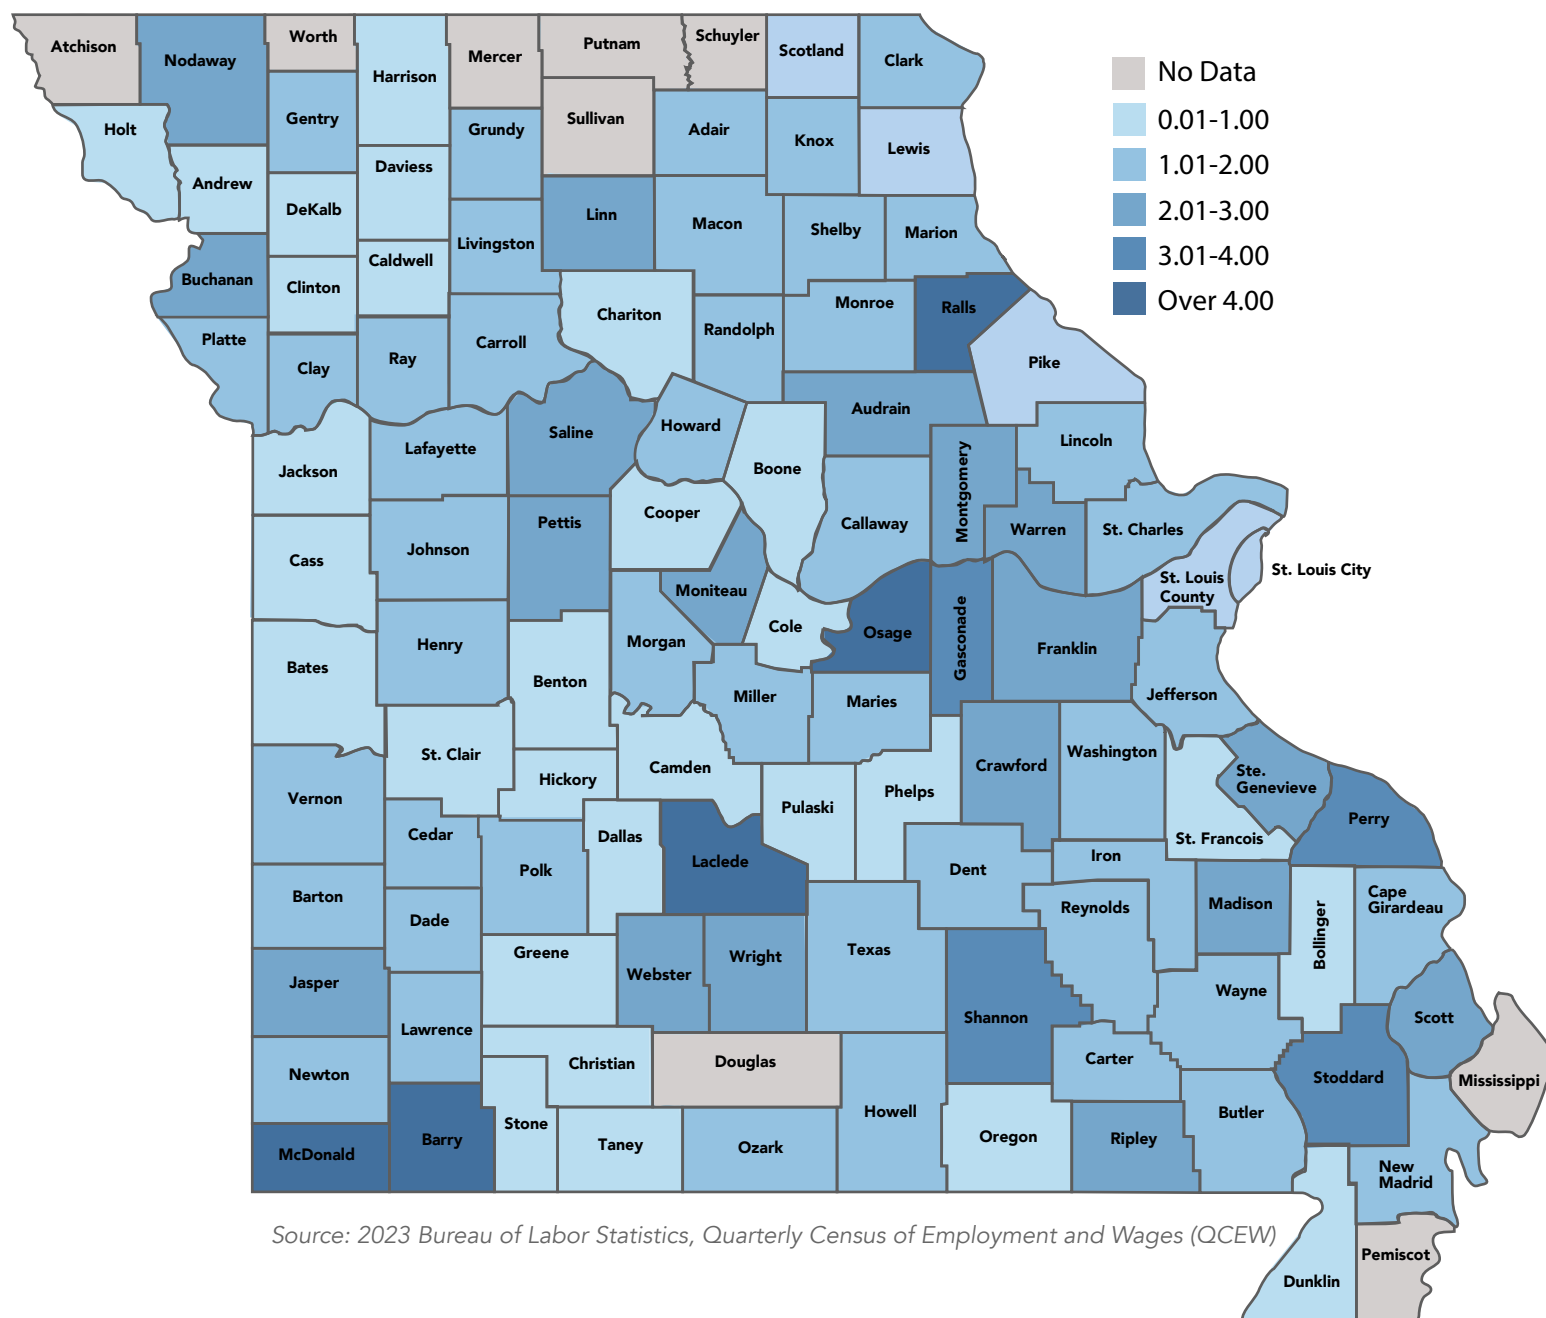 Atchison
Nodaway
Worth
Harrison
Mercer
Putnam
Schuyler
Scotland
Clark
No Data
0.01-1.00
1.01-2.00
2.01-3.00
3.01-4.00
Over 4.00
Holt
Gentry
Grundy
Sullivan
Adair
Knox
Lewis
Andrew
DeKalb
Daviess
Livingston
Linn
Macon
Shelby
Marion
Buchanan
Clinton
Caldwell
Chariton
Monroe
Ralls
Platte
Clay
Ray
Carroll
Randolph
Pike
Jackson
Lafayette
Saline
Howard
Boone
Audrain
Lincoln
Cass
Johnson
Pettis
Cooper
Callaway
Montgomery
Warren
St. Charles
St. Louis
County
St. Louis City
Bates
Henry
Benton
Morgan
Moniteau
Cole
Osage
Gasconade
Franklin
Jefferson
Miller
Maries
Vernon
St. Clair
Hickory
Camden
Pulaski
Phelps
Crawford
Washington
Ste.
Genevieve
St. Francois
Perry
Cedar
Polk
Dallas
Laclede
Dent
Iron
Reynolds
Madison
Bollinger
Cape
Girardeau
Barton
Dade
Greene
Webster
Wright
Texas
Jasper
Lawrence
Shannon
Wayne
Scott
Newton
Christian
Douglas
Carter
Stoddard
Mississippi
McDonald
Barry
Stone
Taney
Ozark
Howell
Oregon
Ripley
Butler
New
Madrid
Dunklin
Pemiscot
Source: 2023 Bureau of Labor Statistics, Quarterly Census of Employment and Wages (QCEW)